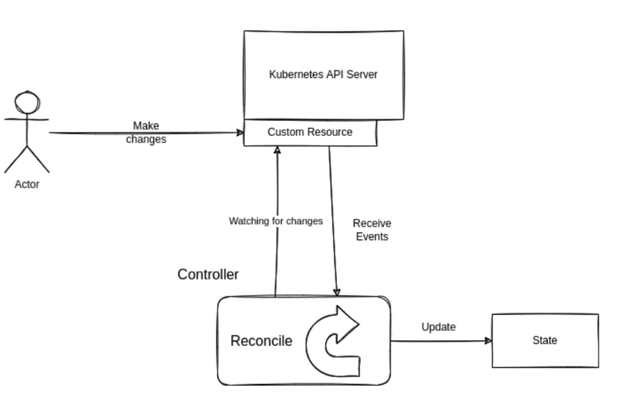 Kubernetes API Server
Make
changes
Custom Resource
Actor
Watching for changes
Receive
Events
Controller
Reconcile
Update
State